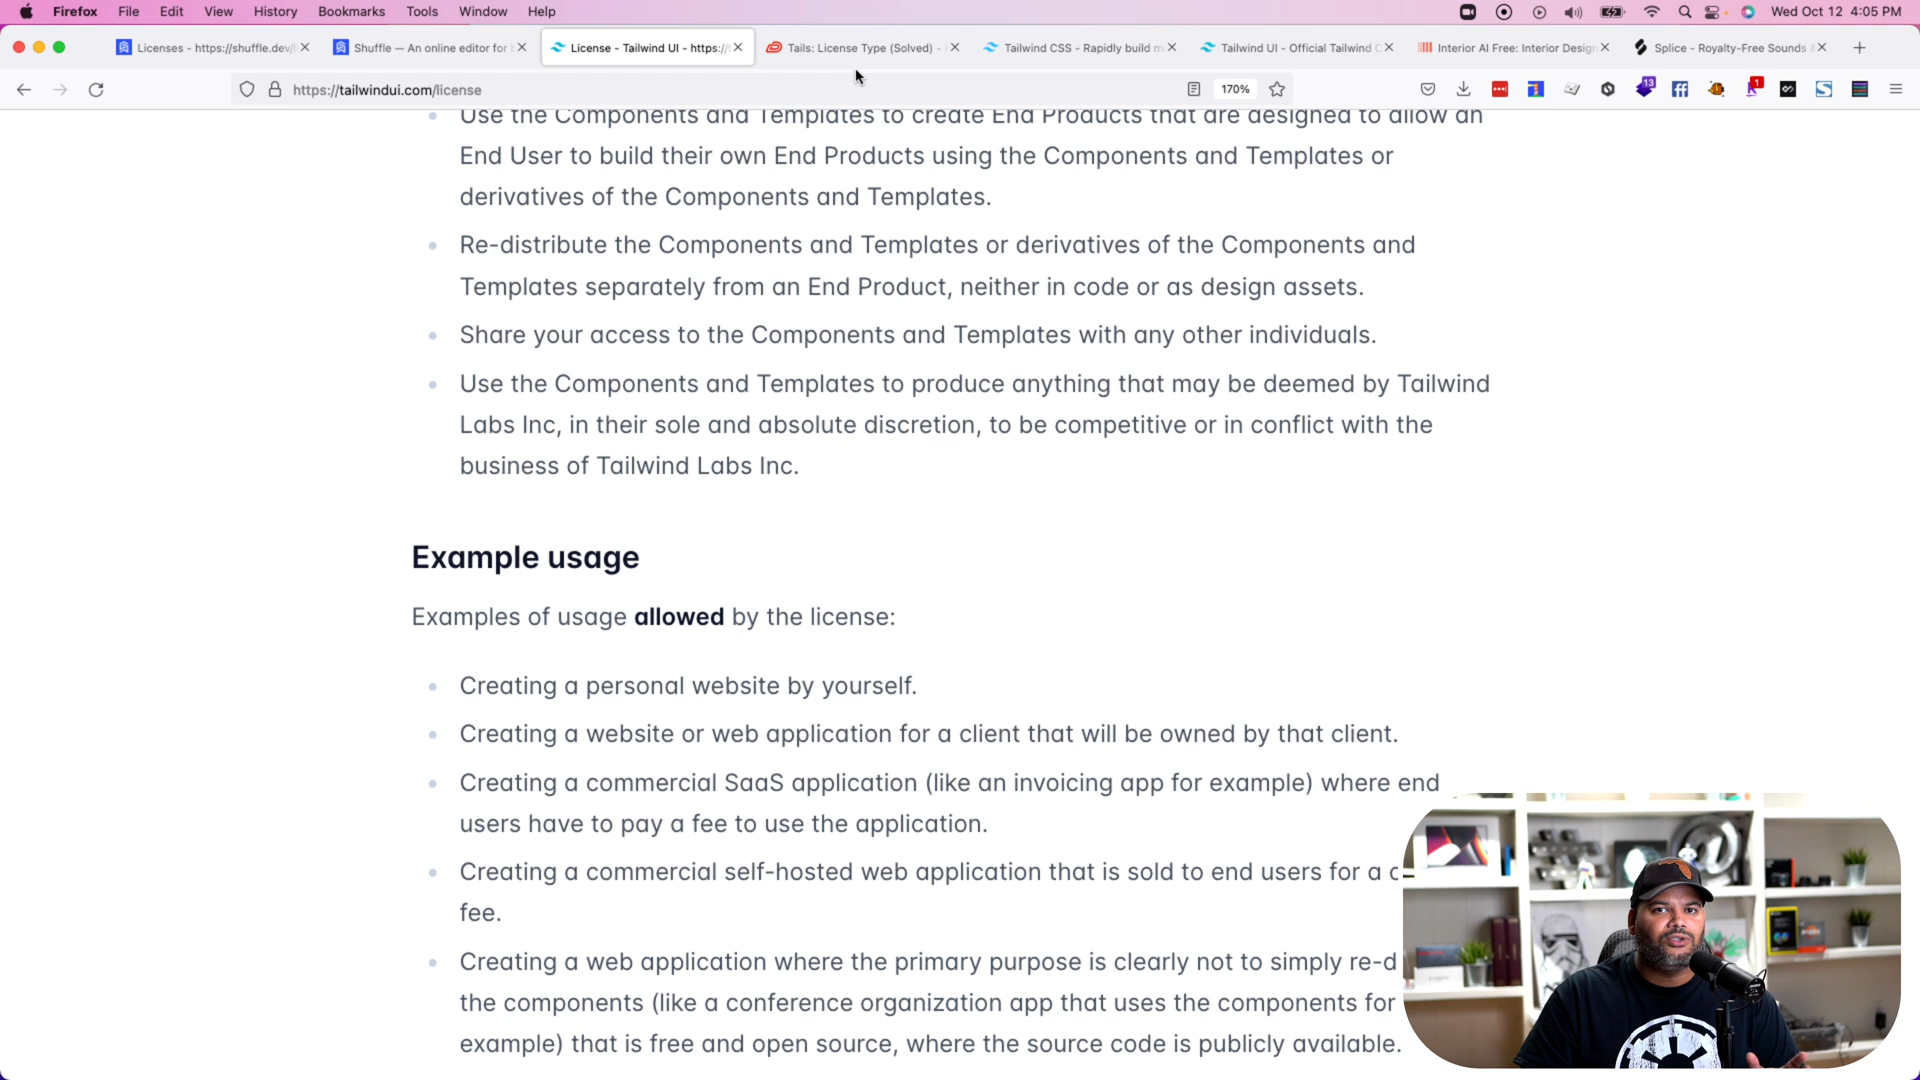 Firefox File Edit View History Bookmarks Tools Window Help Wed Oct 12 4:05 PM
Licenses - https://shuffle.dev/ Shuffle — An online editor for License - Tailwind UI - https:// Tails: License Type (Solved) - Tailwind CSS - Rapidly build m Tailwind UI - Official Tailwind C Interior AI Free: Interior Design Splice - Royalty-Free Sounds
https://tailwindui.com/license 170% 13 1
Use the Components and Templates to create End Products that are designed to allow an
End User to build their own End Products using the Components and Templates or
derivatives of the Components and Templates.
Re-distribute the Components and Templates or derivatives of the Components and
Templates separately from an End Product, neither in code or as design assets.
Share your access to the Components and Templates with any other individuals.
Use the Components and Templates to produce anything that may be deemed by Tailwind
Labs Inc, in their sole and absolute discretion, to be competitive or in conflict with the
business of Tailwind Labs Inc.
Example usage
Examples of usage allowed by the license:
Creating a personal website by yourself.
Creating a website or web application for a client that will be owned by that client.
Creating a commercial SaaS application (like an invoicing app for example) where end
users have to pay a fee to use the application.
Creating a commercial self-hosted web application that is sold to end users for a
fee.
Creating a web application where the primary purpose is clearly not to simply re-d
the components (like a conference organization app that uses the components for
example) that is free and open source, where the source code is publicly available.